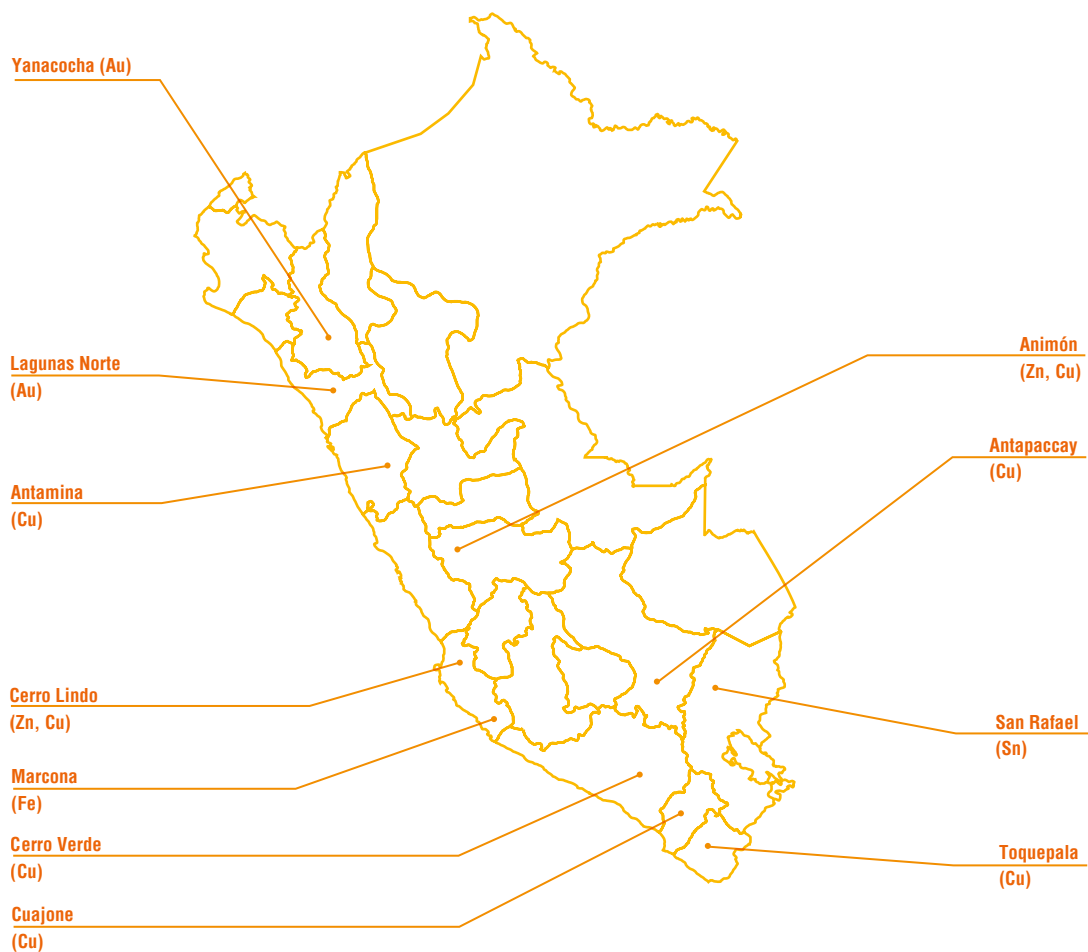 Yanacocha (Au)
Lagunas Norte
(Au)
Antamina
(Cu)
Cerro Lindo
(Zn, Cu)
Marcona
(Fe)
Cerro Verde
(Cu)
Cuajone
(Cu)
Animón
(Zn, Cu)
Antapaccay
(Cu)
San Rafael
(Sn)
Toquepala
(Cu)